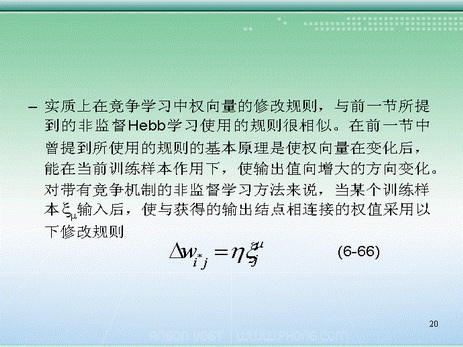 – 实质上在竞争学习中权向量的修改规则，与前一节所提
到的非监督Hebb学习使用的规则很相似。在前一节中
曾提到所使用的规则的基本原理是使权向量在变化后，
能在当前训练样本作用下，使输出值向增大的方向变化。
对带有竞争机制的非监督学习方法来说，当某个训练样
本ξμ输入后，使与获得的输出结点相连接的权值采用以
下修改规则
Δw_{i*j} = ηξ_j^μ (6-66)
20